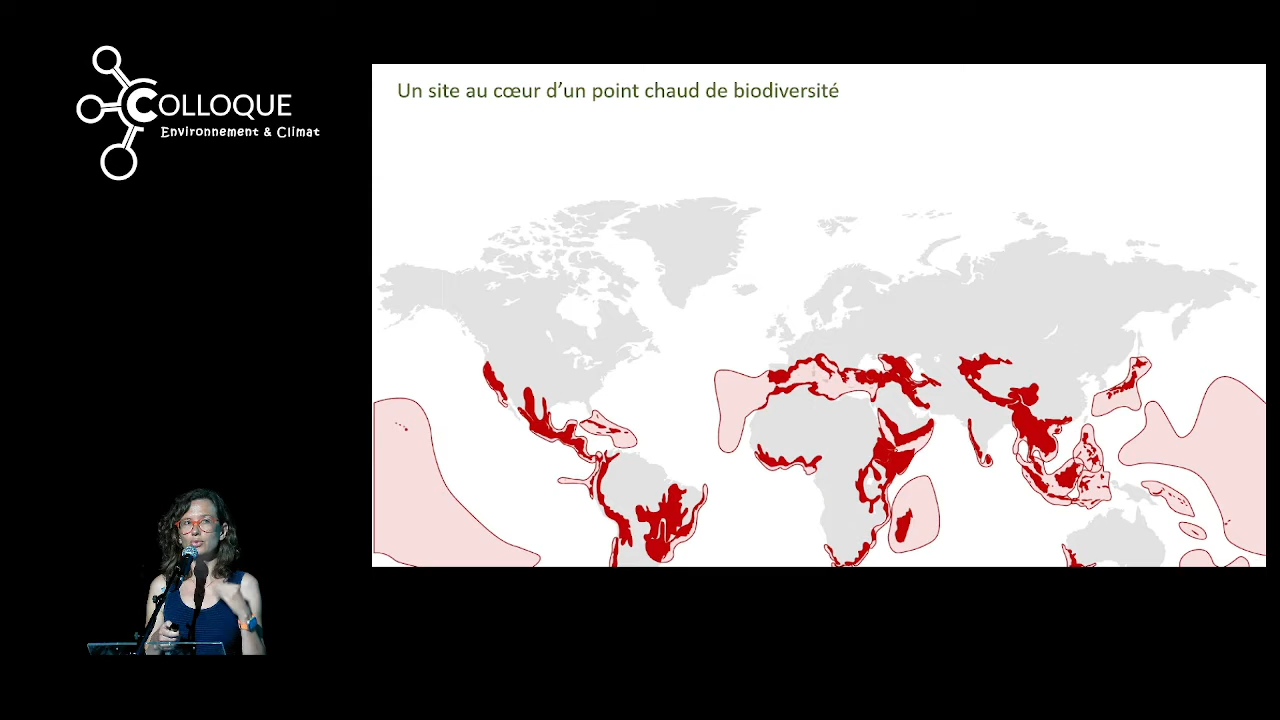 COLLOQUE
Environnement & Climat
Un site au cœur d’un point chaud de biodiversité